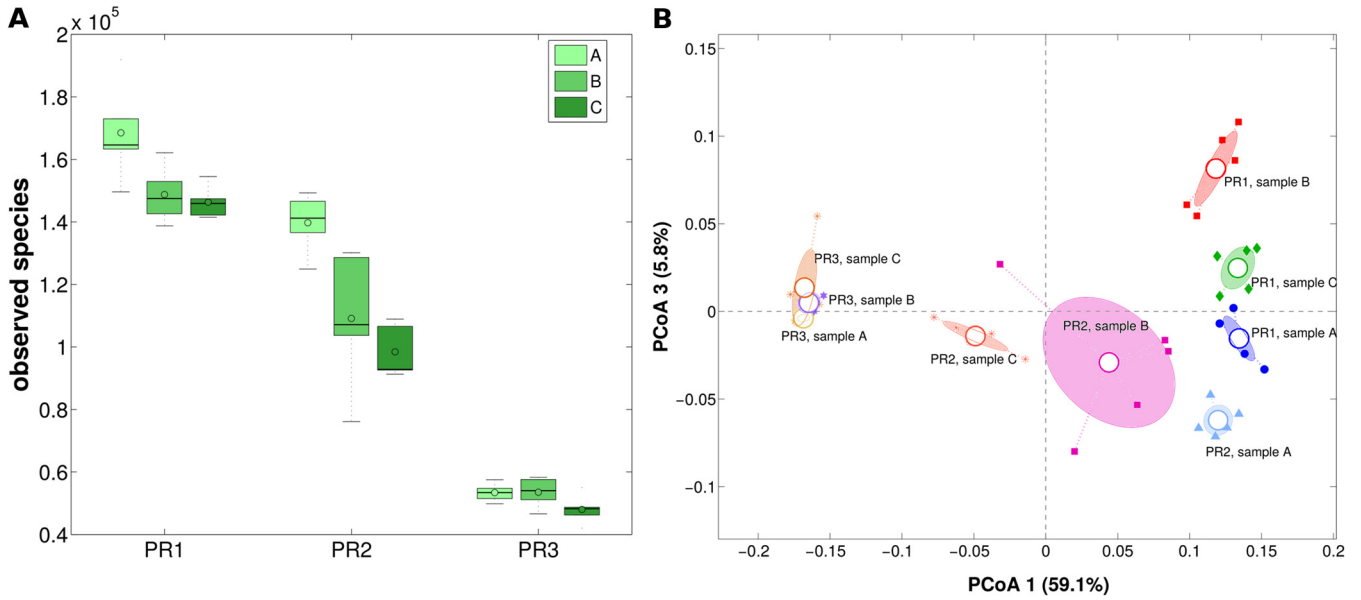 A
x 10⁵
2
1.8
1.6
1.4
1.2
1
0.8
0.6
0.4
observed species
A
B
C
PR1
PR2
PR3
B
0.15
0.1
0.05
0
−0.05
−0.1
PCoA 3 (5.8%)
PR1, sample B
PR1, sample C
PR3, sample C
PR3, sample B
PR3, sample A
PR2, sample B
PR1, sample A
PR2, sample C
PR2, sample A
−0.2
−0.15
−0.1
−0.05
0
0.05
0.1
0.15
0.2
PCoA 1 (59.1%)